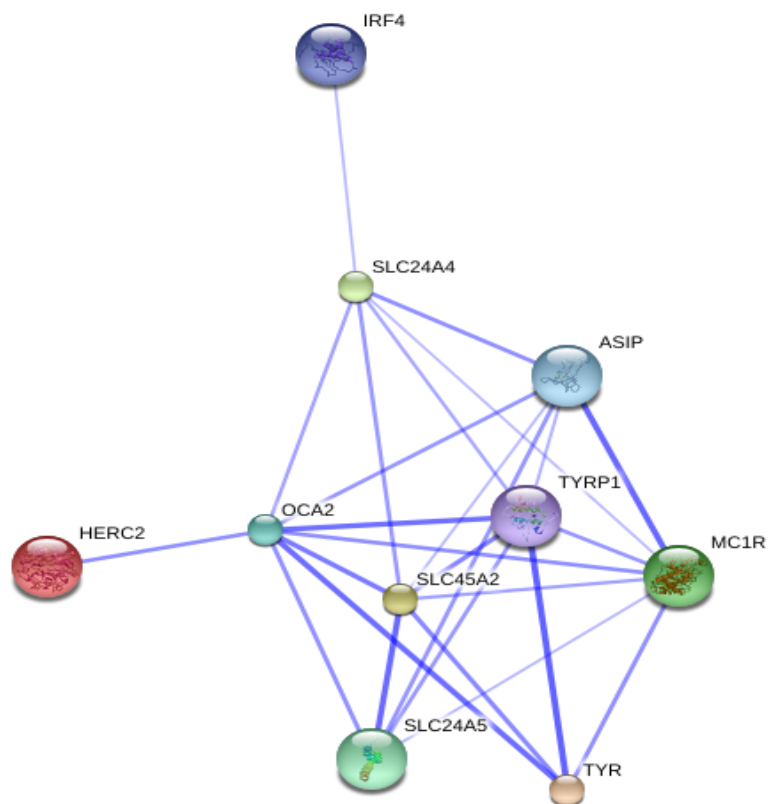 IRF4
SLC24A4
ASIP
TYRP1
OCA2
HERC2
MC1R
SLC45A2
SLC24A5
TYR